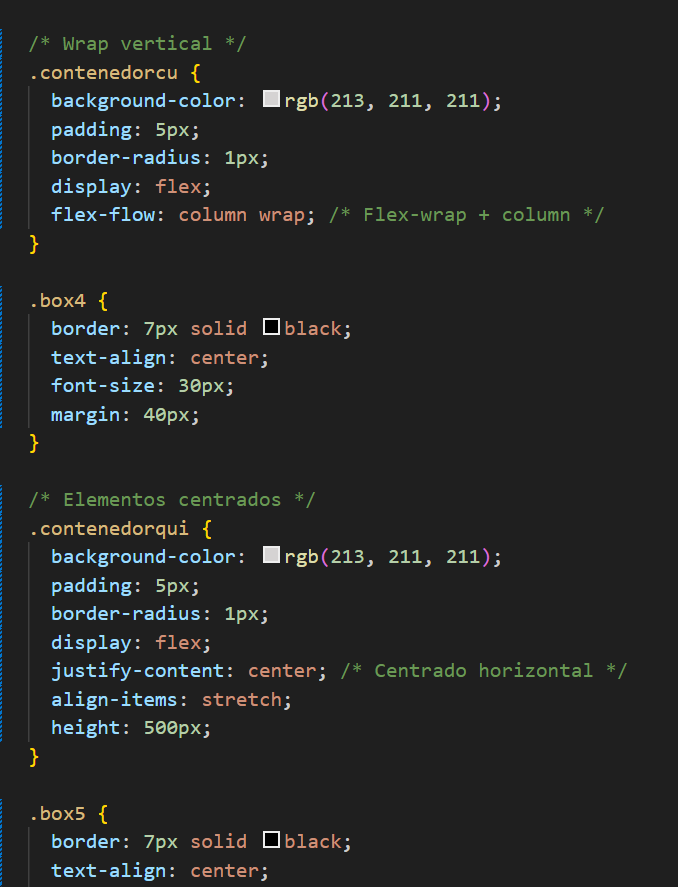 /* Wrap vertical */
.contenedorcu {
background-color: rgb(213, 211, 211);
padding: 5px;
border-radius: 1px;
display: flex;
flex-flow: column wrap; /* Flex-wrap + column */
}
.box4 {
border: 7px solid black;
text-align: center;
font-size: 30px;
margin: 40px;
}
/* Elementos centrados */
.contenedorqui {
background-color: rgb(213, 211, 211);
padding: 5px;
border-radius: 1px;
display: flex;
justify-content: center; /* Centrado horizontal */
align-items: stretch;
height: 500px;
}
.box5 {
border: 7px solid black;
text-align: center;